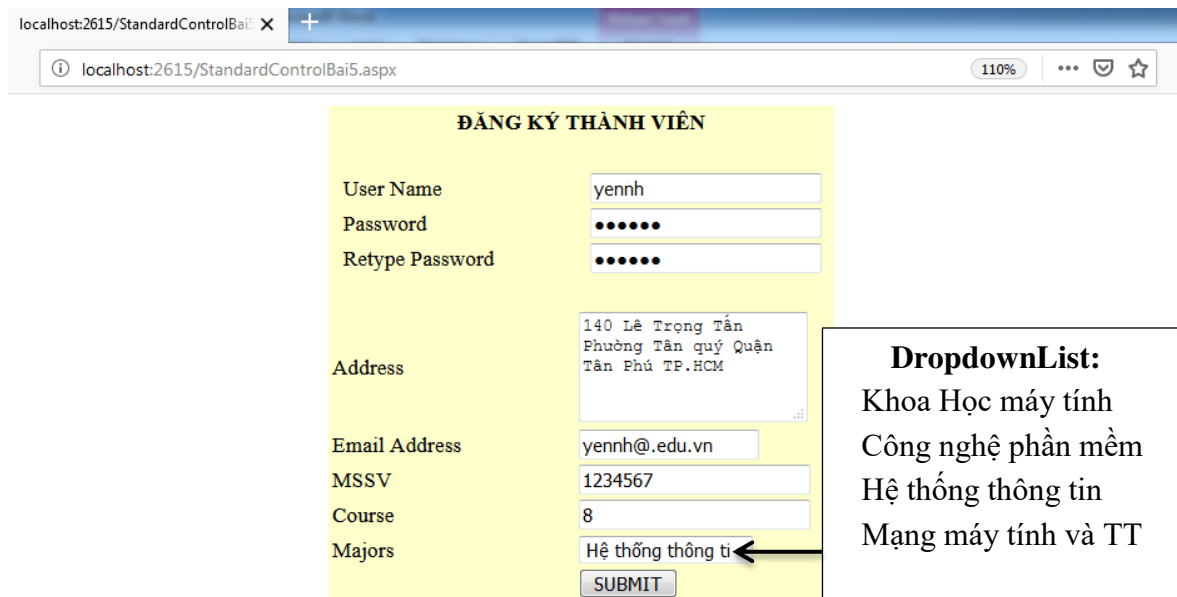 localhost:2615/StandardControlBai5
localhost:2615/StandardControlBai5.aspx
110%
ĐĂNG KÝ THÀNH VIÊN
User Name yennh
Password ••••••
Retype Password ••••••
Address
140 Lê Trọng Tấn
Phường Tân quý Quận
Tân Phú TP.HCM
Email Address yennh@.edu.vn
MSSV 1234567
Course 8
Majors Hệ thống thông ti
SUBMIT
DropdownList:
Khoa Học máy tính
Công nghệ phần mềm
Hệ thống thông tin
Mạng máy tính và TT